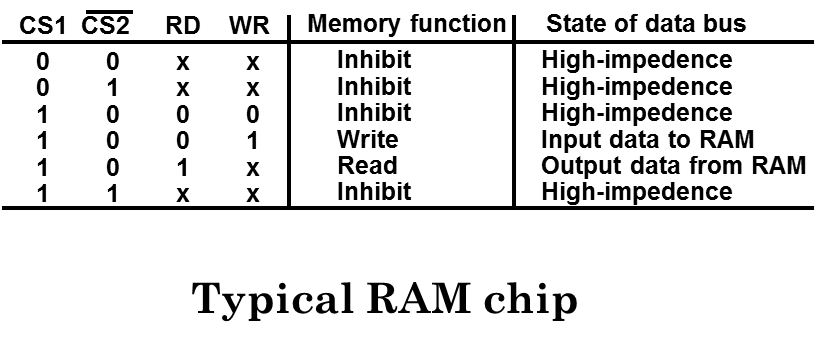 CS1 CS2 RD WR Memory function State of data bus
0 0 x x Inhibit High-impedence
0 1 x x Inhibit High-impedence
1 0 0 0 Inhibit High-impedence
1 0 0 1 Write Input data to RAM
1 0 1 x Read Output data from RAM
1 1 x x Inhibit High-impedence
Typical RAM chip